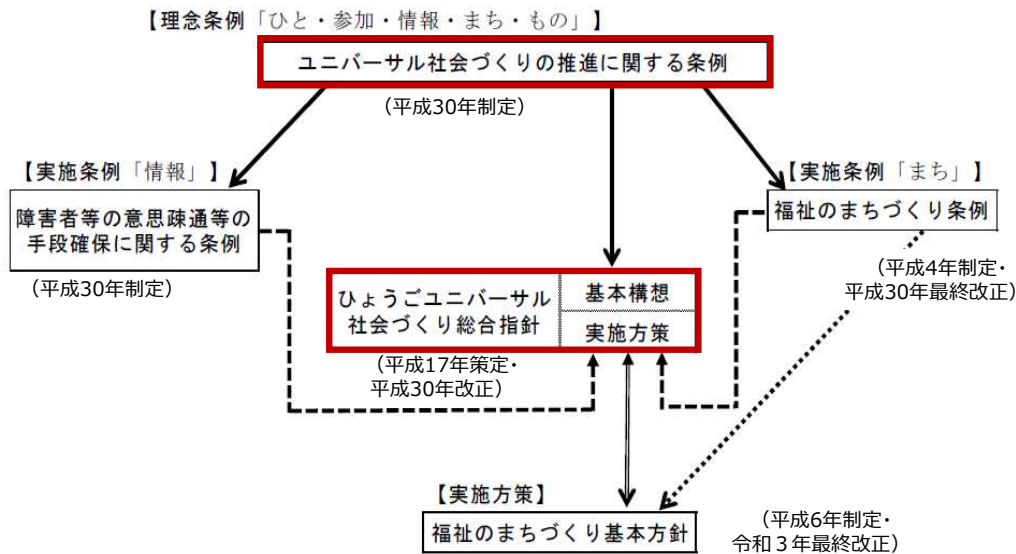 【理念条例「ひと・参加・情報・まち・もの」】
ユニバーサル社会づくりの推進に関する条例
（平成30年制定）
【実施条例「情報」】
障害者等の意思疎通等の
手段確保に関する条例
（平成30年制定）
【実施条例「まち」】
福祉のまちづくり条例
（平成4年制定・
平成30年最終改正）
ひょうごユニバーサル
社会づくり総合指針
基本構想
実施方策
（平成17年策定・
平成30年改正）
【実施方策】
福祉のまちづくり基本方針
（平成6年制定・
令和３年最終改正）